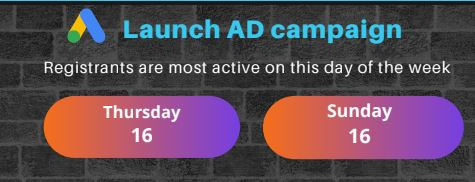 Launch AD campaign
Registrants are most active on this day of the week
Thursday
16
Sunday
16